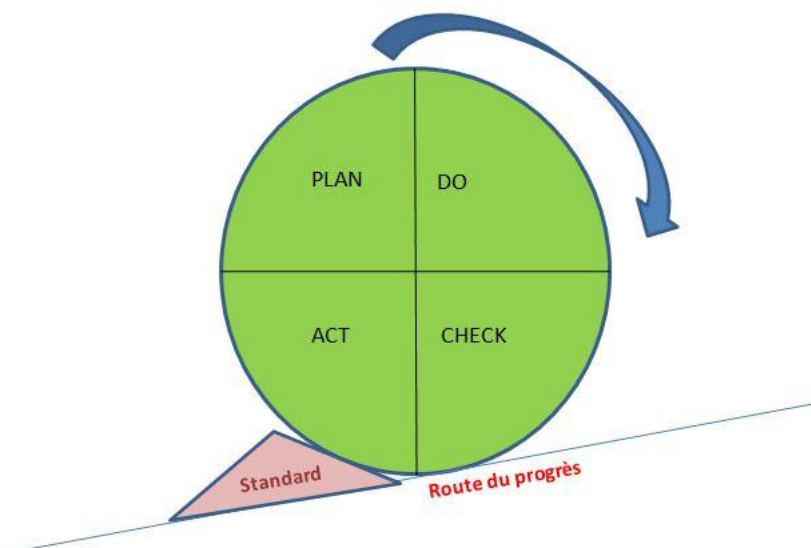 PLAN
DO
ACT
CHECK
Standard
Route du progrès